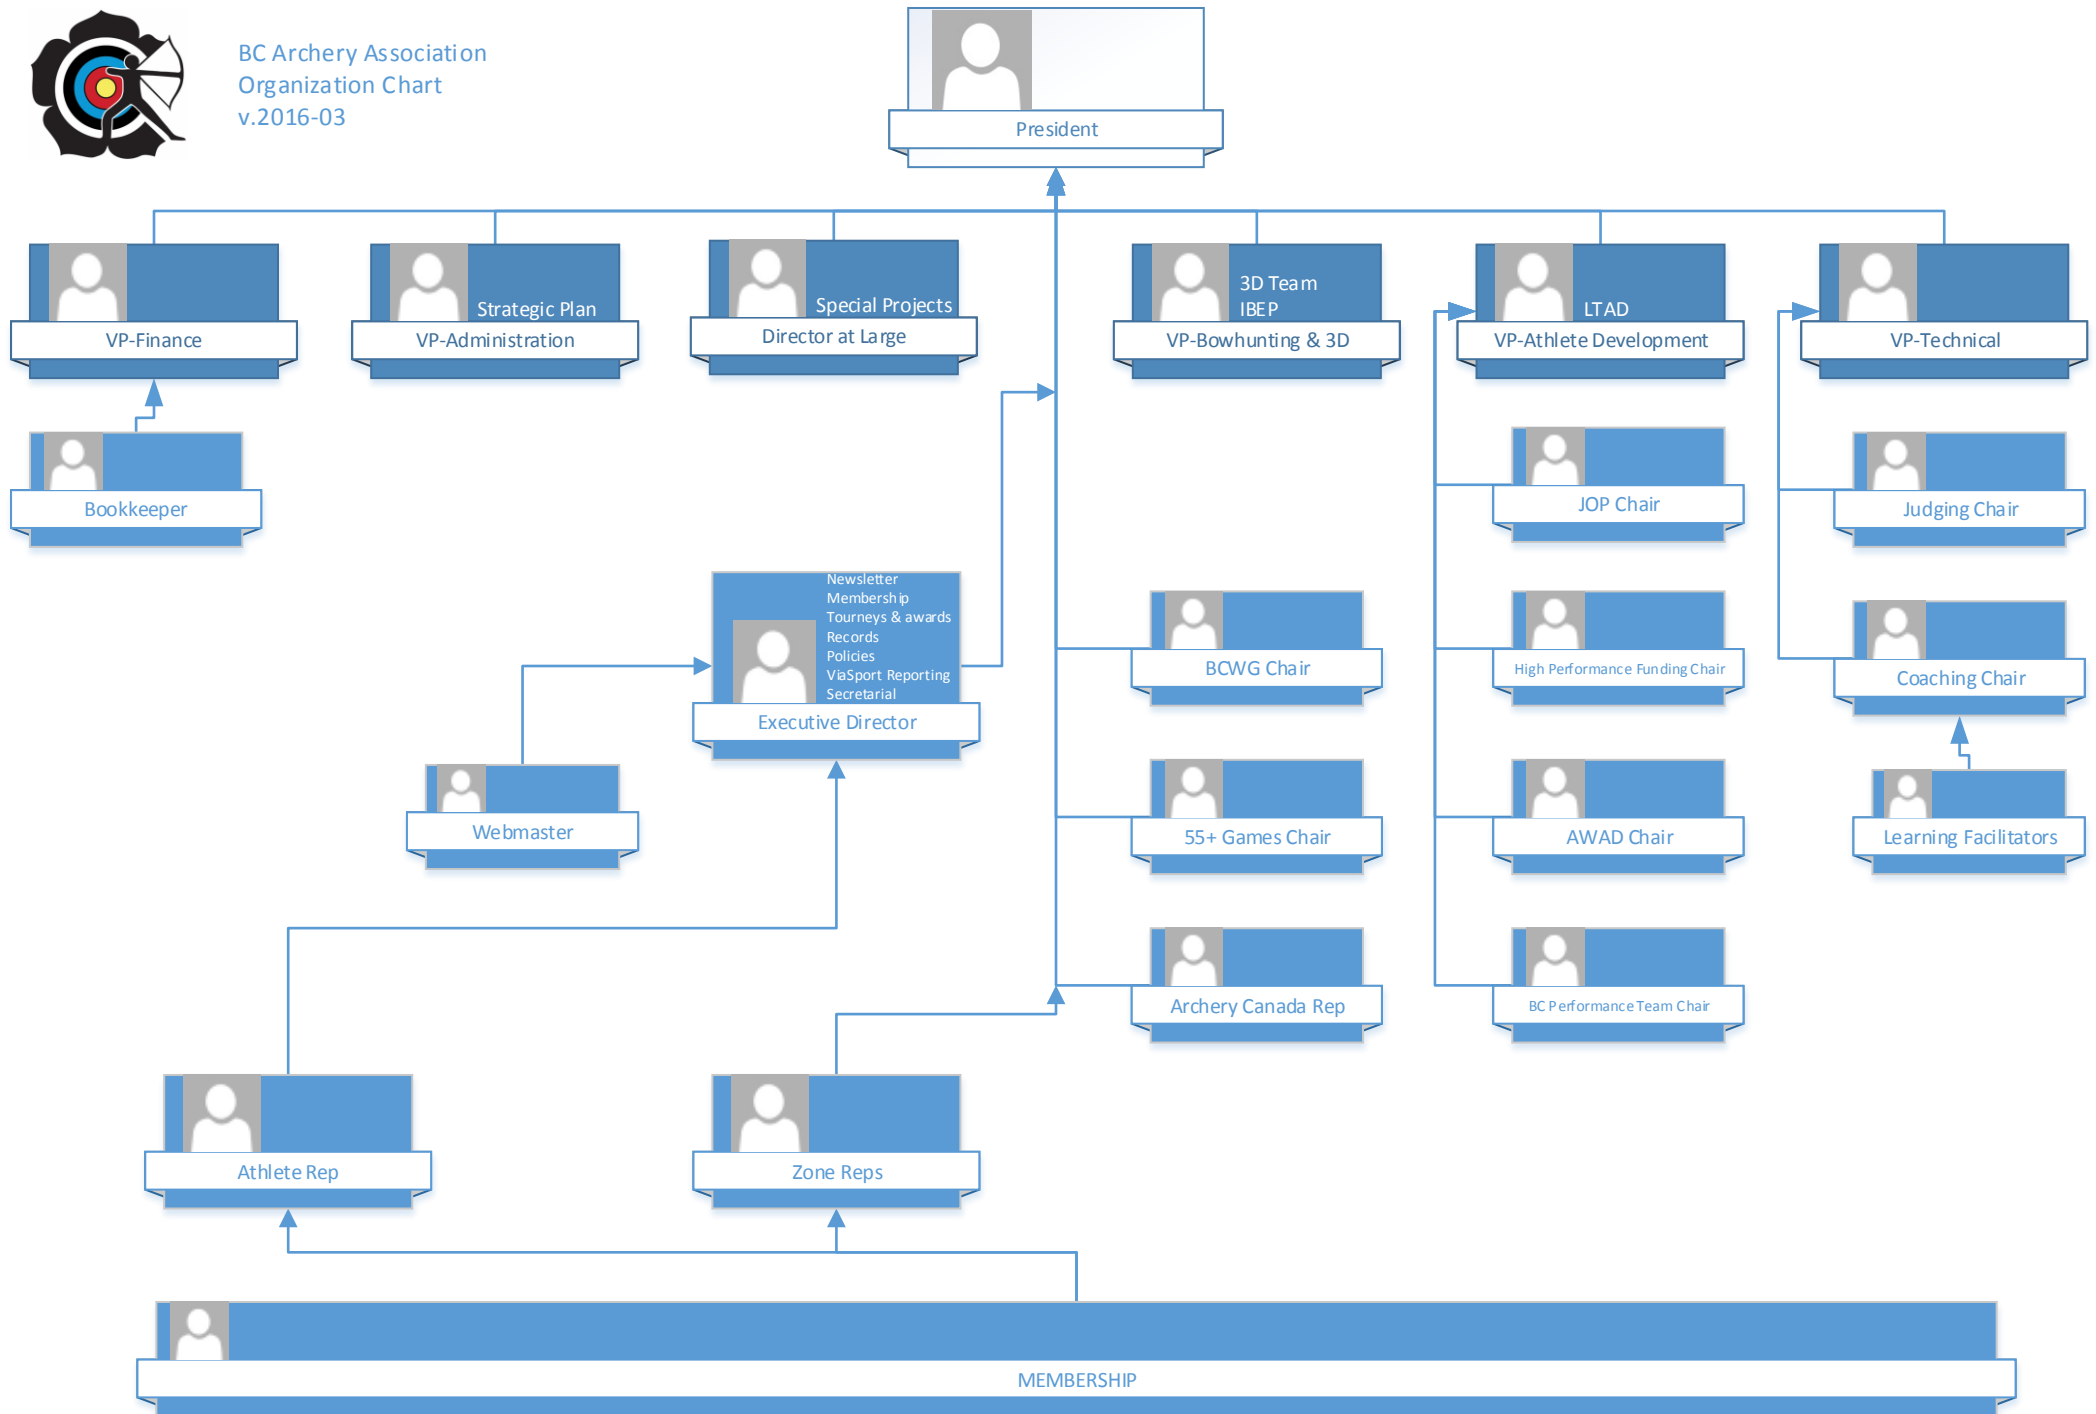 BC Archery Association
Organization Chart
v.2016-03
President
Strategic Plan
Special Projects
3D Team
IBEP
LTAD
VP-Finance
VP-Administration
Director at Large
VP-Bowhunting & 3D
VP-Athlete Development
VP-Technical
Bookkeeper
JOP Chair
Judging Chair
Newsletter
Membership
Tourneys & awards
Records
Policies
ViaSport Reporting
Secretarial
Executive Director
BCWG Chair
High Performance Funding Chair
Coaching Chair
Webmaster
55+ Games Chair
AWAD Chair
Learning Facilitators
Archery Canada Rep
BC Performance Team Chair
Athlete Rep
Zone Reps
MEMBERSHIP